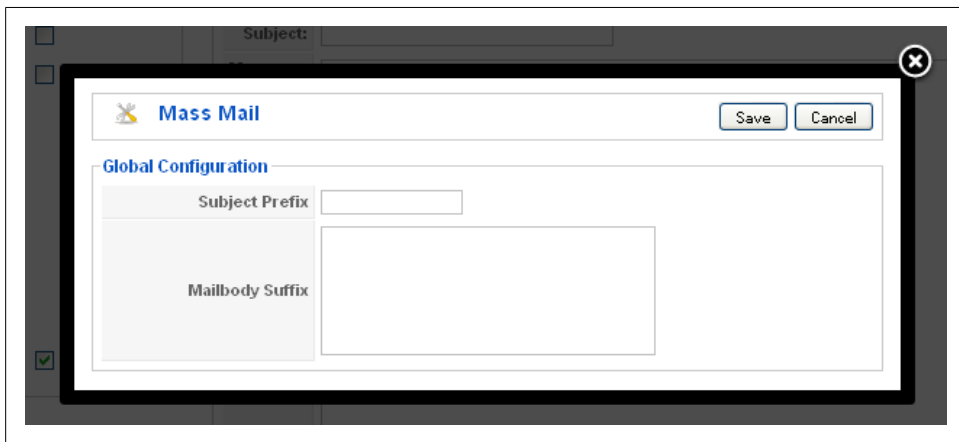 Subject:
Mass Mail
Save Cancel
Global Configuration
Subject Prefix
Mailbody Suffix